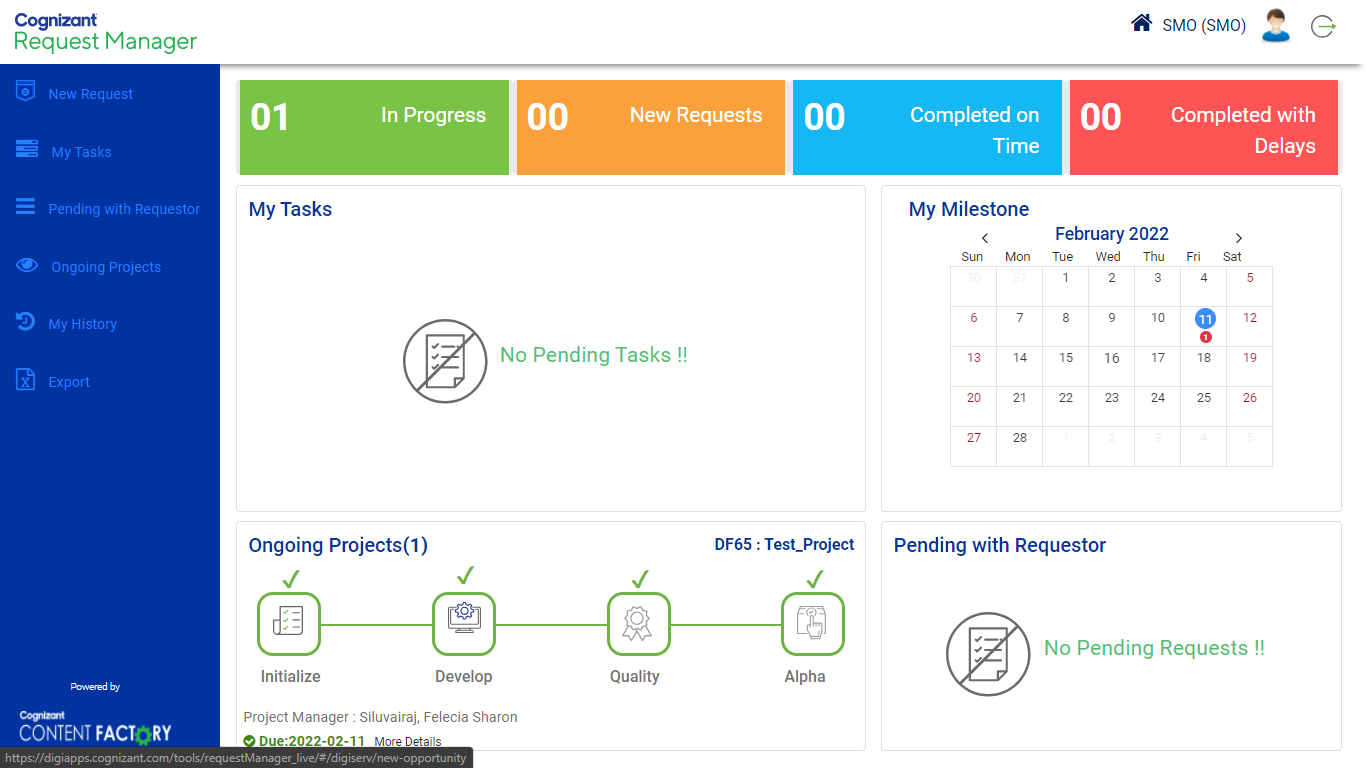 Cognizant
Request Manager
SMO (SMO)
New Request
My Tasks
Pending with Requestor
Ongoing Projects
My History
Export
Powered by
Cognizant
CONTENT FACTORY
01 In Progress
00 New Requests
00 Completed on
Time
00 Completed with
Delays
My Tasks
No Pending Tasks !!
My Milestone
February 2022
Sun Mon Tue Wed Thu Fri Sat
30 31 1 2 3 4 5
6 7 8 9 10 11 12
1
13 14 15 16 17 18 19
20 21 22 23 24 25 26
27 28 1 2 3 4 5
Ongoing Projects(1) DF65 : Test_Project
Initialize Develop Quality Alpha
Project Manager : Siluvairaj, Felecia Sharon
Due:2022-02-11 More Details
Pending with Requestor
No Pending Requests !!
https://digiapps.cognizant.com/tools/requestManager_live/#/digiserv/new-opportunity